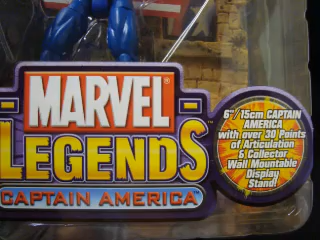 MARVEL
LEGENDS
CAPTAIN AMERICA
6"/15cm CAPTAIN
AMERICA
with over 30 Points
of Articulation
& Collector
Wall Mountable
Display
Stand!